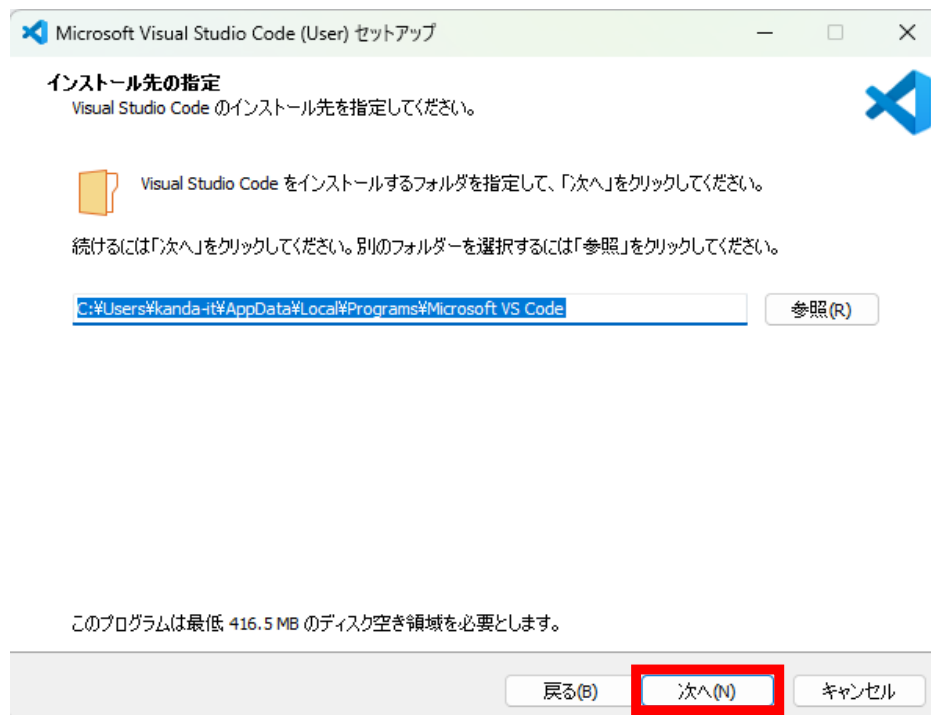 Microsoft Visual Studio Code (User) セットアップ
インストール先の指定
Visual Studio Code のインストール先を指定してください。
Visual Studio Code をインストールするフォルダを指定して、「次へ」をクリックしてください。
続けるには「次へ」をクリックしてください。別のフォルダーを選択するには「参照」をクリックしてください。
C:¥Users¥kanda-it¥AppData¥Local¥Programs¥Microsoft VS Code
参照(R)
このプログラムは最低 416.5 MB のディスク空き領域を必要とします。
戻る(B)
次へ(N)
キャンセル